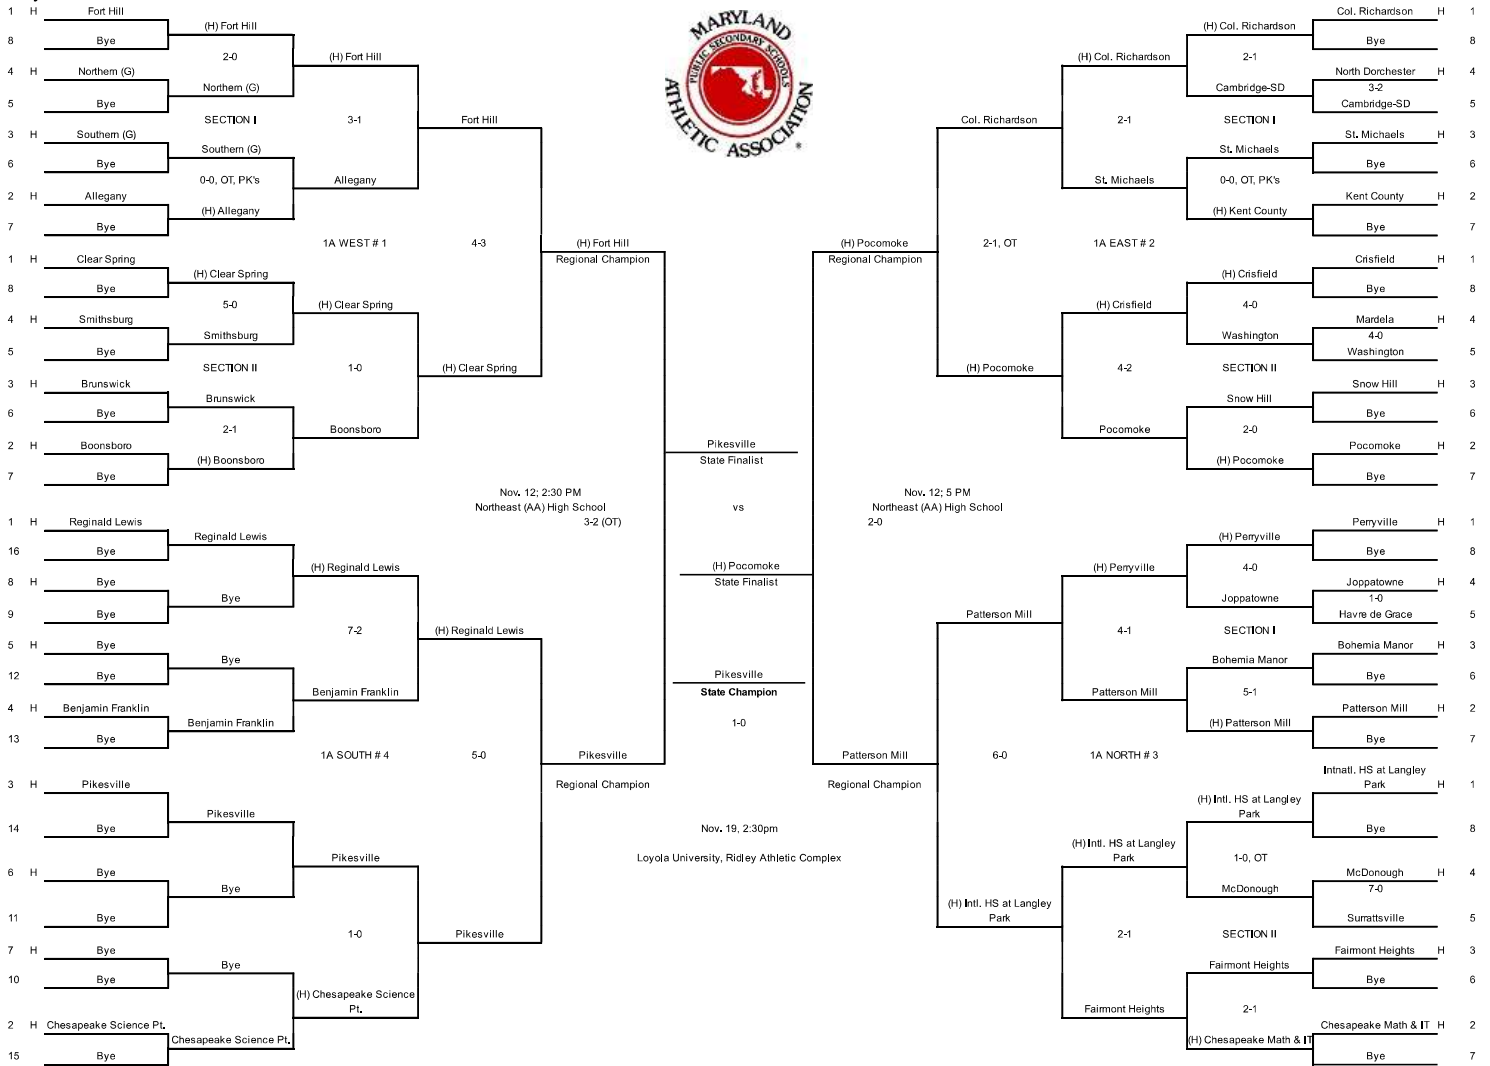 1 H Fort Hill
8 Bye
4 H Northern (G)
5 Bye
3 H Southern (G)
6 Bye
2 H Allegany
7 Bye
1 H Clear Spring
8 Bye
4 H Smithsburg
5 Bye
3 H Brunswick
6 Bye
2 H Boonsboro
7 Bye
1 H Reginald Lewis
16 Bye
8 H Bye
9 Bye
5 H Bye
12 Bye
4 H Benjamin Franklin
13 Bye
3 H Pikesville
14 Bye
6 H Bye
11 Bye
7 H Bye
10 Bye
2 H Chesapeake Science Pt.
15 Bye
(H) Fort Hill
2-0
Northern (G)
SECTION I
Southern (G)
0-0, OT, PK's
(H) Allegany
(H) Clear Spring
5-0
Smithsburg
SECTION II
Brunswick
2-1
(H) Boonsboro
Reginald Lewis
Bye
Bye
Benjamin Franklin
Pikesville
Bye
Bye
Chesapeake Science Pt.
(H) Fort Hill
3-1
Allegany
1A WEST # 1
(H) Clear Spring
1-0
Boonsboro
(H) Reginald Lewis
7-2
Benjamin Franklin
1A SOUTH # 4
Pikesville
1-0
(H) Chesapeake Science
Pt.
Fort Hill
4-3
(H) Clear Spring
(H) Reginald Lewis
5-0
Pikesville
(H) Fort Hill
Regional Champion
Nov. 12; 2:30 PM
Northeast (AA) High School
3-2 (OT)
Pikesville
Regional Champion
MARYLAND
PUBLIC SECONDARY SCHOOLS
ATHLETIC ASSOCIATION
®
Pikesville
State Finalist
vs
(H) Pocomoke
State Finalist
Pikesville
State Champion
1-0
Nov. 19, 2:30pm
Loyola University, Ridley Athletic Complex
(H) Pocomoke
Regional Champion
Nov. 12; 5 PM
Northeast (AA) High School
2-0
Patterson Mill
Regional Champion
Col. Richardson
2-1, OT
(H) Pocomoke
Patterson Mill
6-0
(H) Intl. HS at Langley
Park
(H) Col. Richardson
2-1
St. Michaels
1A EAST # 2
(H) Crisfield
4-2
Pocomoke
(H) Perryville
4-1
Patterson Mill
1A NORTH # 3
(H) Intl. HS at Langley
Park
2-1
Fairmont Heights
(H) Col. Richardson
2-1
Cambridge-SD
SECTION I
St. Michaels
0-0, OT, PK's
(H) Kent County
(H) Crisfield
4-0
Washington
SECTION II
Snow Hill
2-0
(H) Pocomoke
(H) Perryville
4-0
Joppatowne
SECTION I
Bohemia Manor
5-1
(H) Patterson Mill
(H) Intl. HS at Langley
Park
1-0, OT
McDonough
SECTION II
Fairmont Heights
2-1
(H) Chesapeake Math & IT
Col. Richardson H 1
Bye 8
North Dorchester H 4
3-2
Cambridge-SD 5
St. Michaels H 3
Bye 6
Kent County H 2
Bye 7
Crisfield H 1
Bye 8
Mardela H 4
4-0
Washington 5
Snow Hill H 3
Bye 6
Pocomoke H 2
Bye 7
Perryville H 1
Bye 8
Joppatowne H 4
1-0
Havre de Grace 5
Bohemia Manor H 3
Bye 6
Patterson Mill H 2
Bye 7
Intnatl. HS at Langley
Park H 1
Bye 8
McDonough H 4
7-0
Surrattsville 5
Fairmont Heights H 3
Bye 6
Chesapeake Math & IT H 2
Bye 7